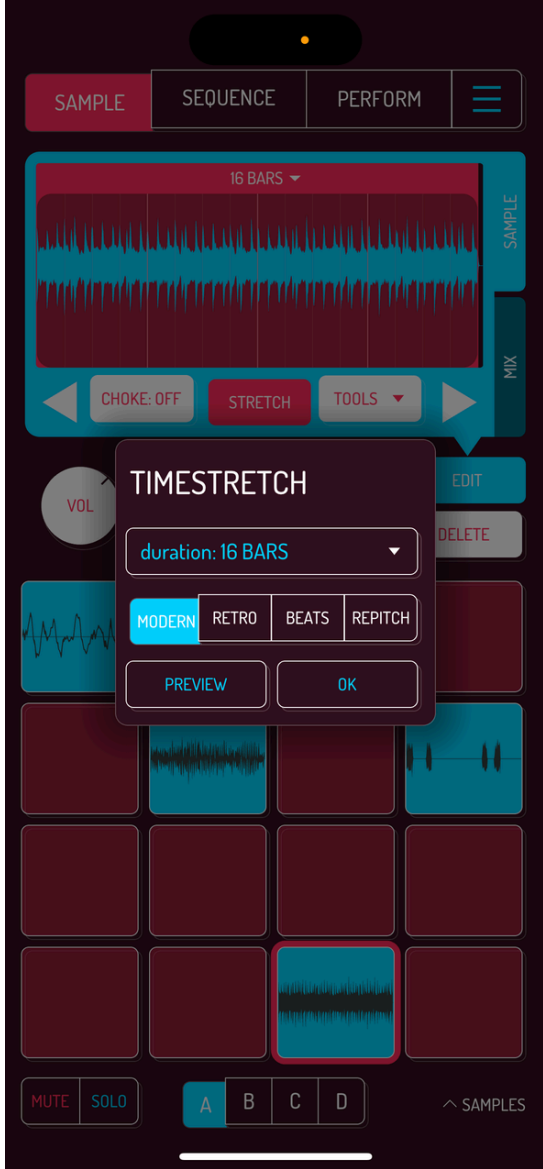 SAMPLE SEQUENCE PERFORM
16 BARS
SAMPLE
MIX
CHOKE: OFF STRETCH TOOLS
TIMESTRETCH
VOL
EDIT
DELETE
duration: 16 BARS
MODERN RETRO BEATS REPITCH
PREVIEW OK
MUTE SOLO A B C D SAMPLES